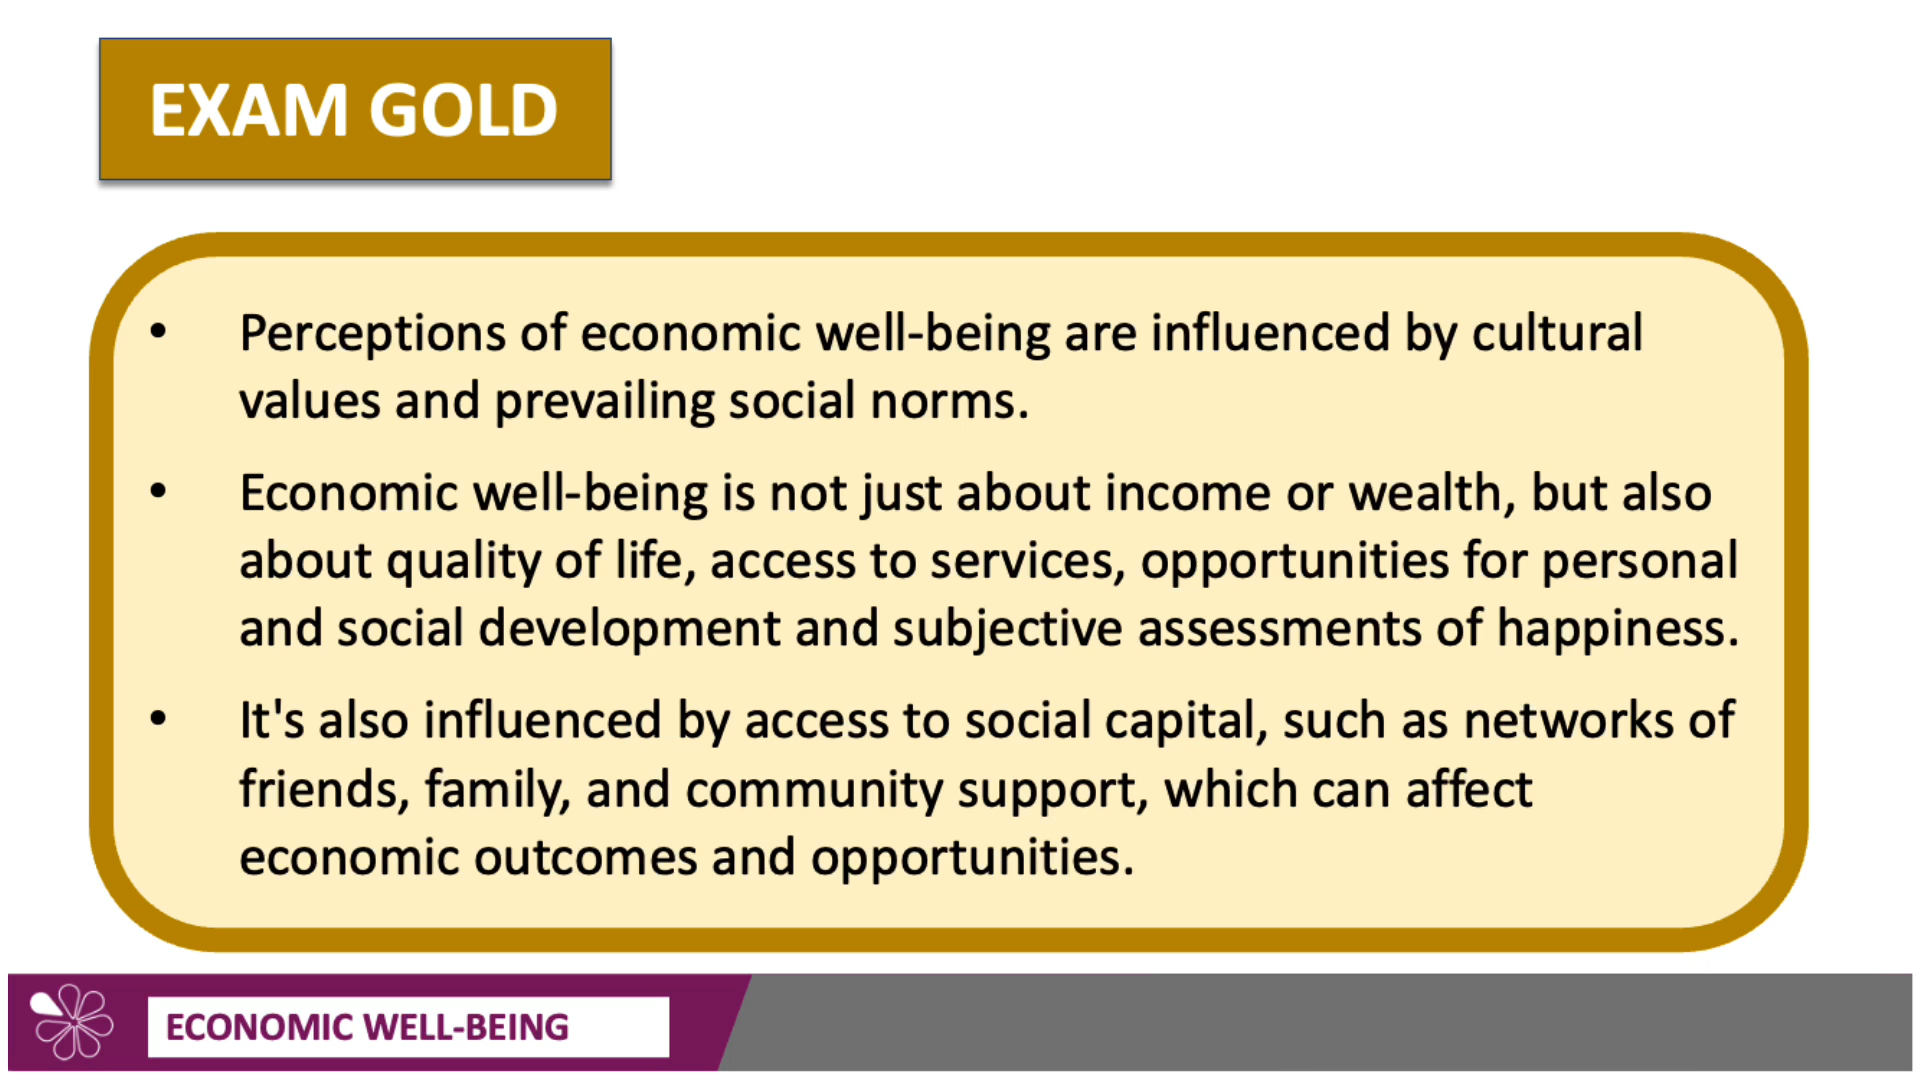 EXAM GOLD
• Perceptions of economic well-being are influenced by cultural
values and prevailing social norms.
• Economic well-being is not just about income or wealth, but also
about quality of life, access to services, opportunities for personal
and social development and subjective assessments of happiness.
• It's also influenced by access to social capital, such as networks of
friends, family, and community support, which can affect
economic outcomes and opportunities.
ECONOMIC WELL-BEING